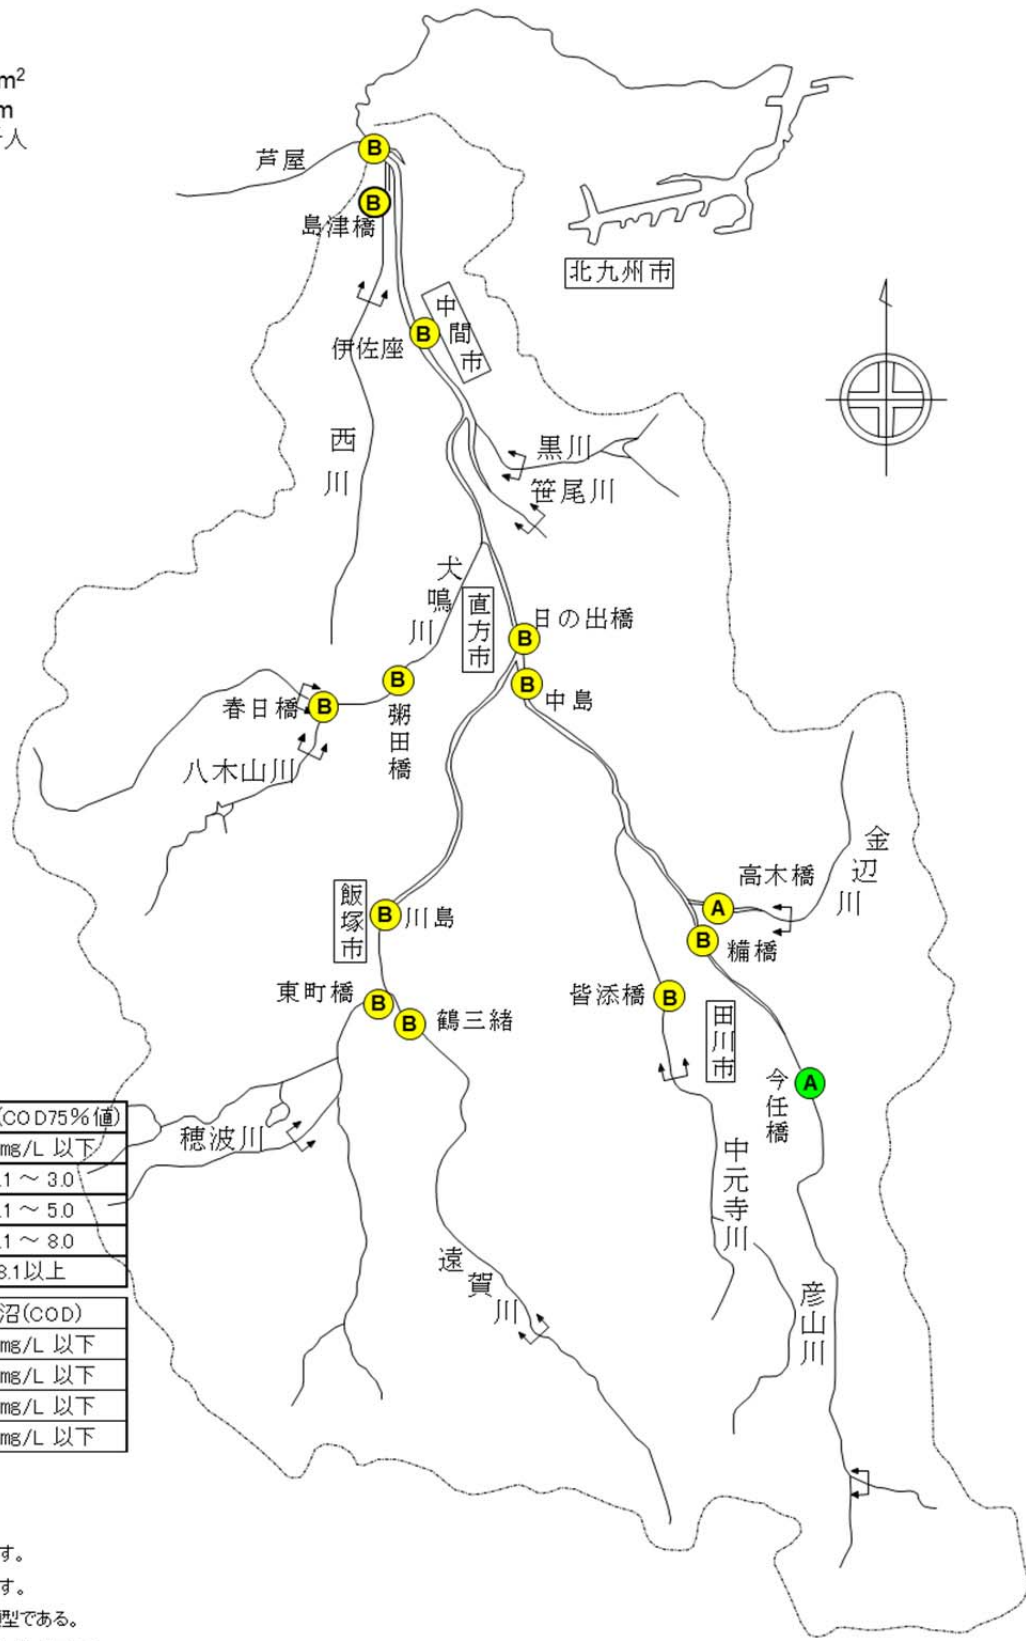 m²
m
人
芦屋
B
島津橋
B
北九州市
中間市
伊佐座
B
西川
黒川
笹尾川
犬鳴川
直方市
日の出橋
B
B
中島
春日橋
B
B
粥田橋
八木山川
金辺川
高木橋
A
飯塚市
B
川島
B
糒橋
東町橋
B
B
鶴三緒
皆添橋
B
田川市
今任橋
A
穂波川
中元寺川
遠賀川
彦山川
(COD75%値)
mg/L 以下
.1 ~ 3.0
.1 ~ 5.0
.1 ~ 8.0
8.1以上
沼(COD)
mg/L 以下
mg/L 以下
mg/L 以下
mg/L 以下
す。
す。
型である。